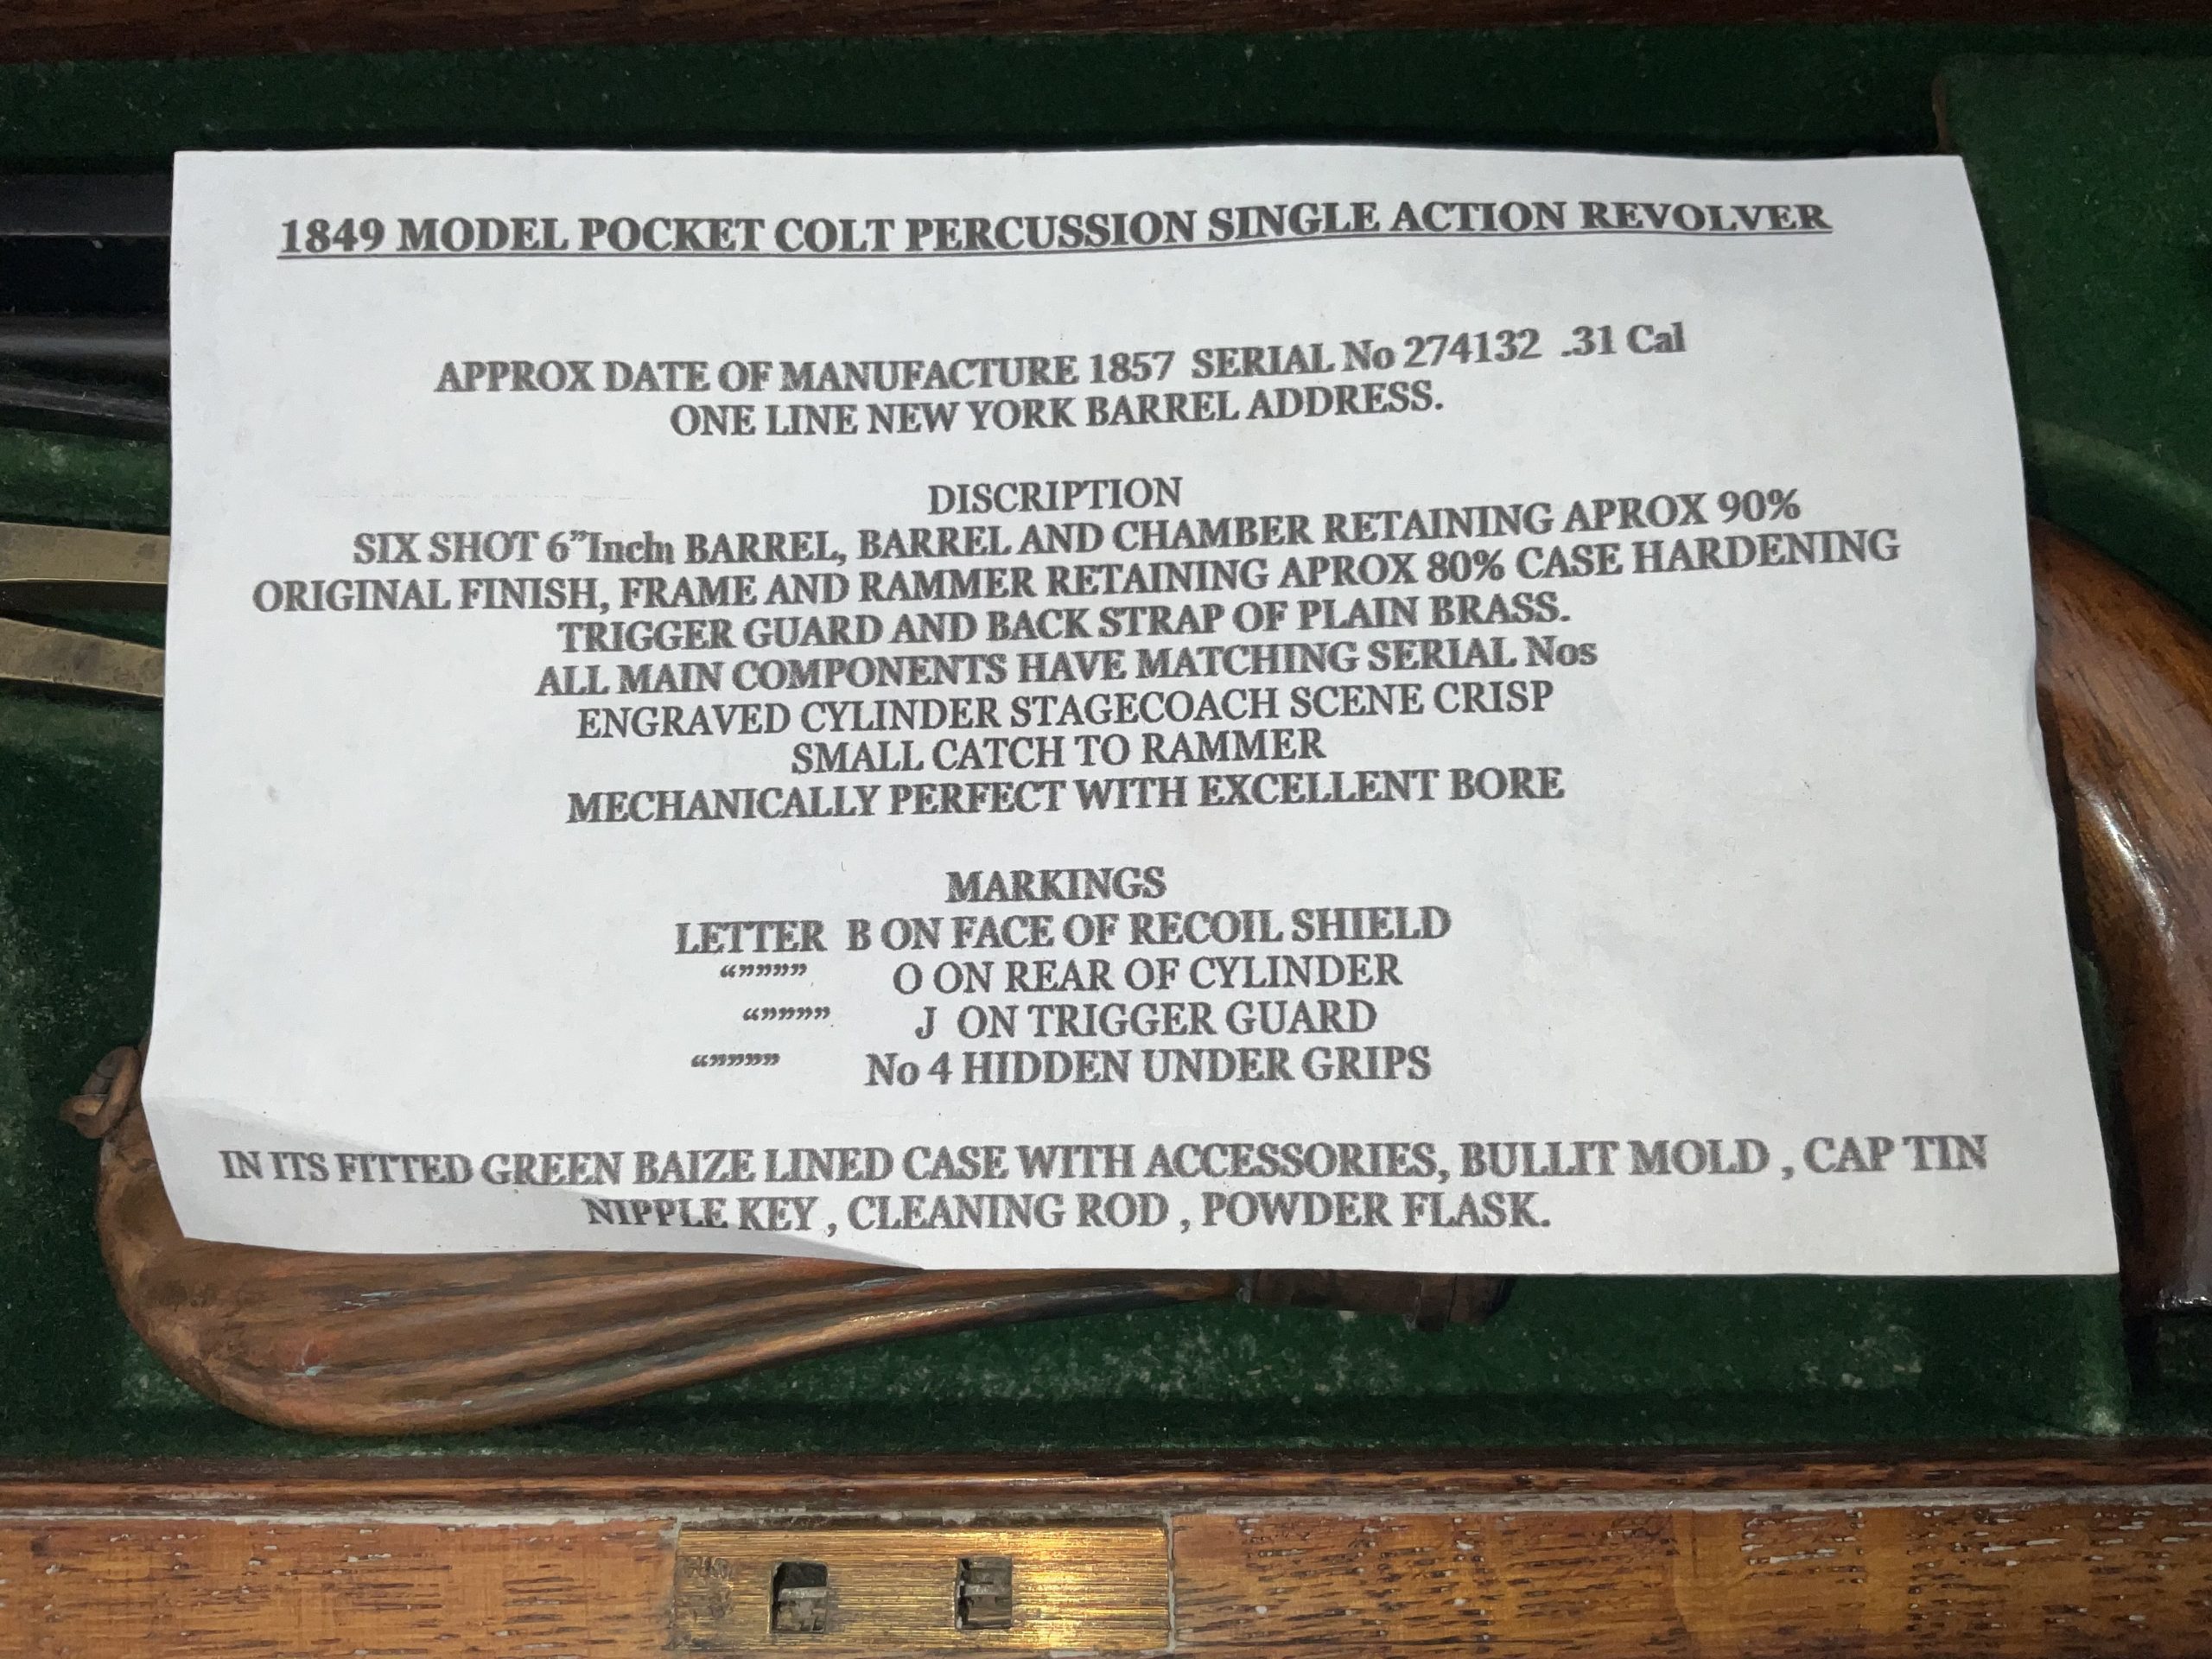 1849 MODEL POCKET COLT PERCUSSION SINGLE ACTION REVOLVER
APPROX DATE OF MANUFACTURE 1857 SERIAL No 274132 .31 Cal
ONE LINE NEW YORK BARREL ADDRESS.
DISCRIPTION
SIX SHOT 6”Inch BARREL, BARREL AND CHAMBER RETAINING APROX 90%
ORIGINAL FINISH, FRAME AND RAMMER RETAINING APROX 80% CASE HARDENING
TRIGGER GUARD AND BACK STRAP OF PLAIN BRASS.
ALL MAIN COMPONENTS HAVE MATCHING SERIAL Nos
ENGRAVED CYLINDER STAGECOACH SCENE CRISP
SMALL CATCH TO RAMMER
MECHANICALLY PERFECT WITH EXCELLENT BORE
MARKINGS
LETTER B ON FACE OF RECOIL SHIELD
“”””” O ON REAR OF CYLINDER
“”””” J ON TRIGGER GUARD
“”””” No 4 HIDDEN UNDER GRIPS
IN ITS FITTED GREEN BAIZE LINED CASE WITH ACCESSORIES, BULLIT MOLD , CAP TIN
NIPPLE KEY , CLEANING ROD , POWDER FLASK.